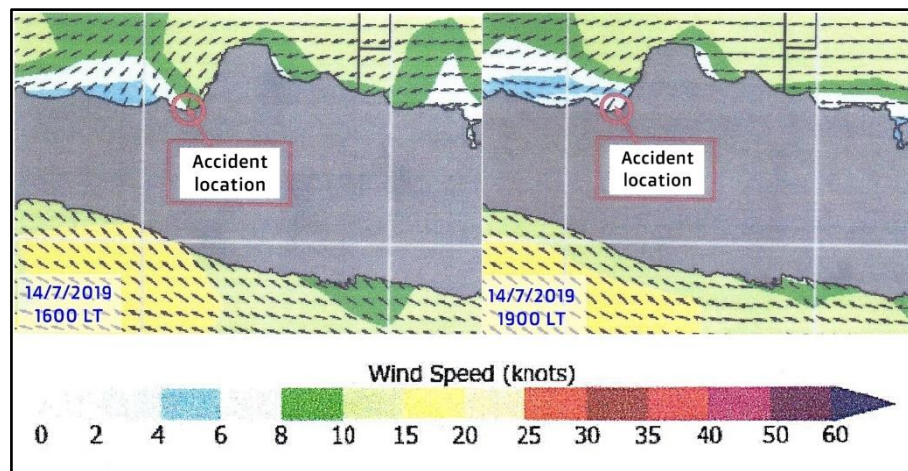 Accident
location
Accident
location
14/7/2019
1600 LT
14/7/2019
1900 LT
Wind Speed (knots)
0 2 4 6 8 10 15 20 25 30 35 40 50 60